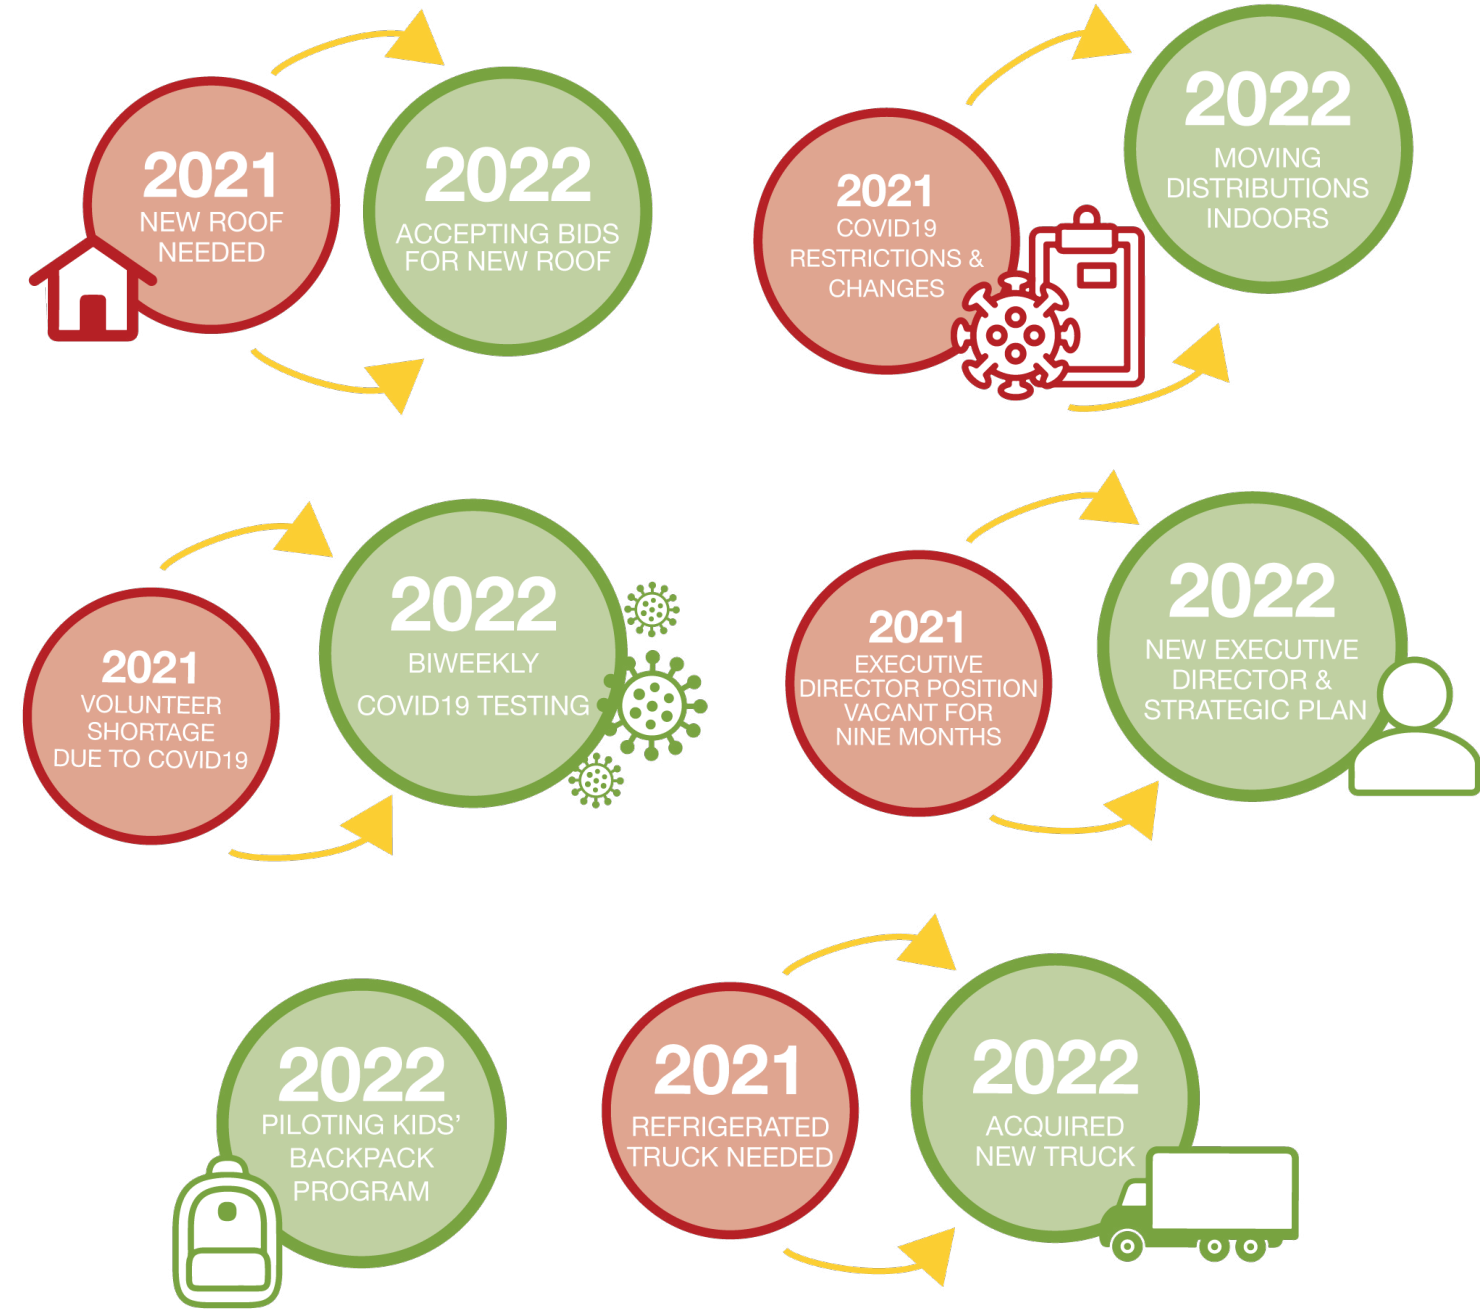 2021
NEW ROOF
NEEDED
2022
ACCEPTING BIDS
FOR NEW ROOF
2021
COVID19
RESTRICTIONS &
CHANGES
2022
MOVING
DISTRIBUTIONS
INDOORS
2021
VOLUNTEER
SHORTAGE
DUE TO COVID19
2022
BIWEEKLY
COVID19 TESTING
2021
EXECUTIVE
DIRECTOR POSITION
VACANT FOR
NINE MONTHS
2022
NEW EXECUTIVE
DIRECTOR &
STRATEGIC PLAN
2022
PILOTING KIDS’
BACKPACK
PROGRAM
2021
REFRIGERATED
TRUCK NEEDED
2022
ACQUIRED
NEW TRUCK